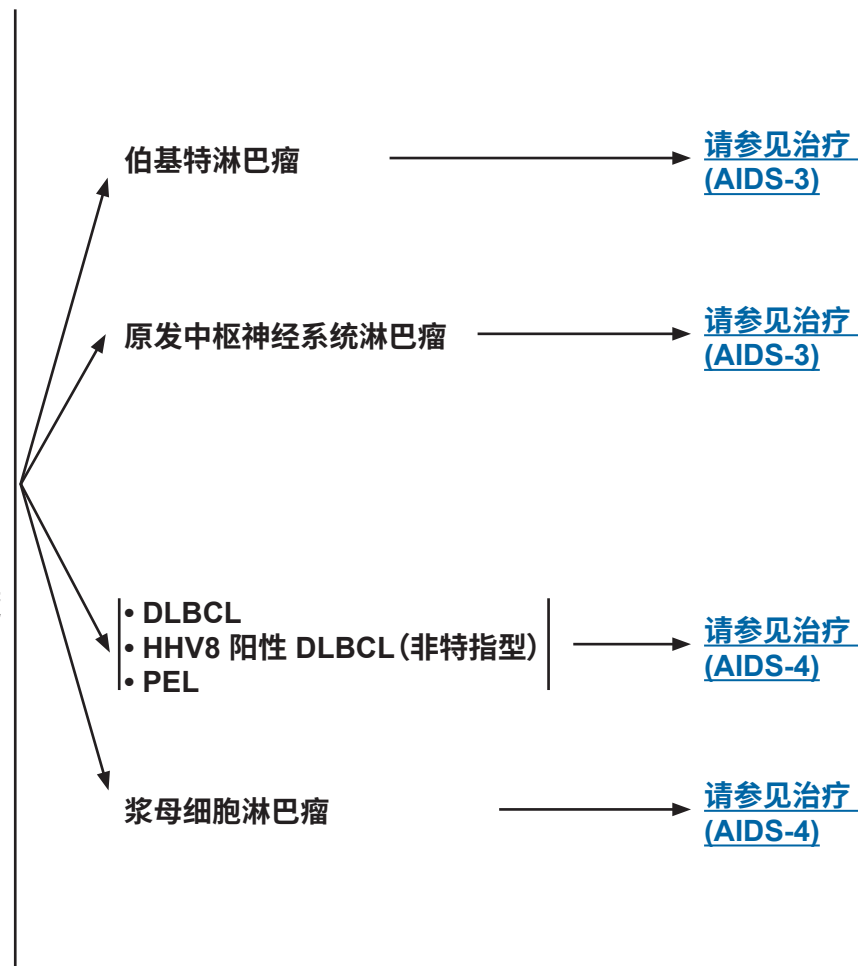 伯基特淋巴瘤
请参见治疗
(AIDS-3)
原发中枢神经系统淋巴瘤
请参见治疗
(AIDS-3)
• DLBCL
• HHV8 阳性 DLBCL（非特指型）
• PEL
请参见治疗
(AIDS-4)
浆母细胞淋巴瘤
请参见治疗
(AIDS-4)